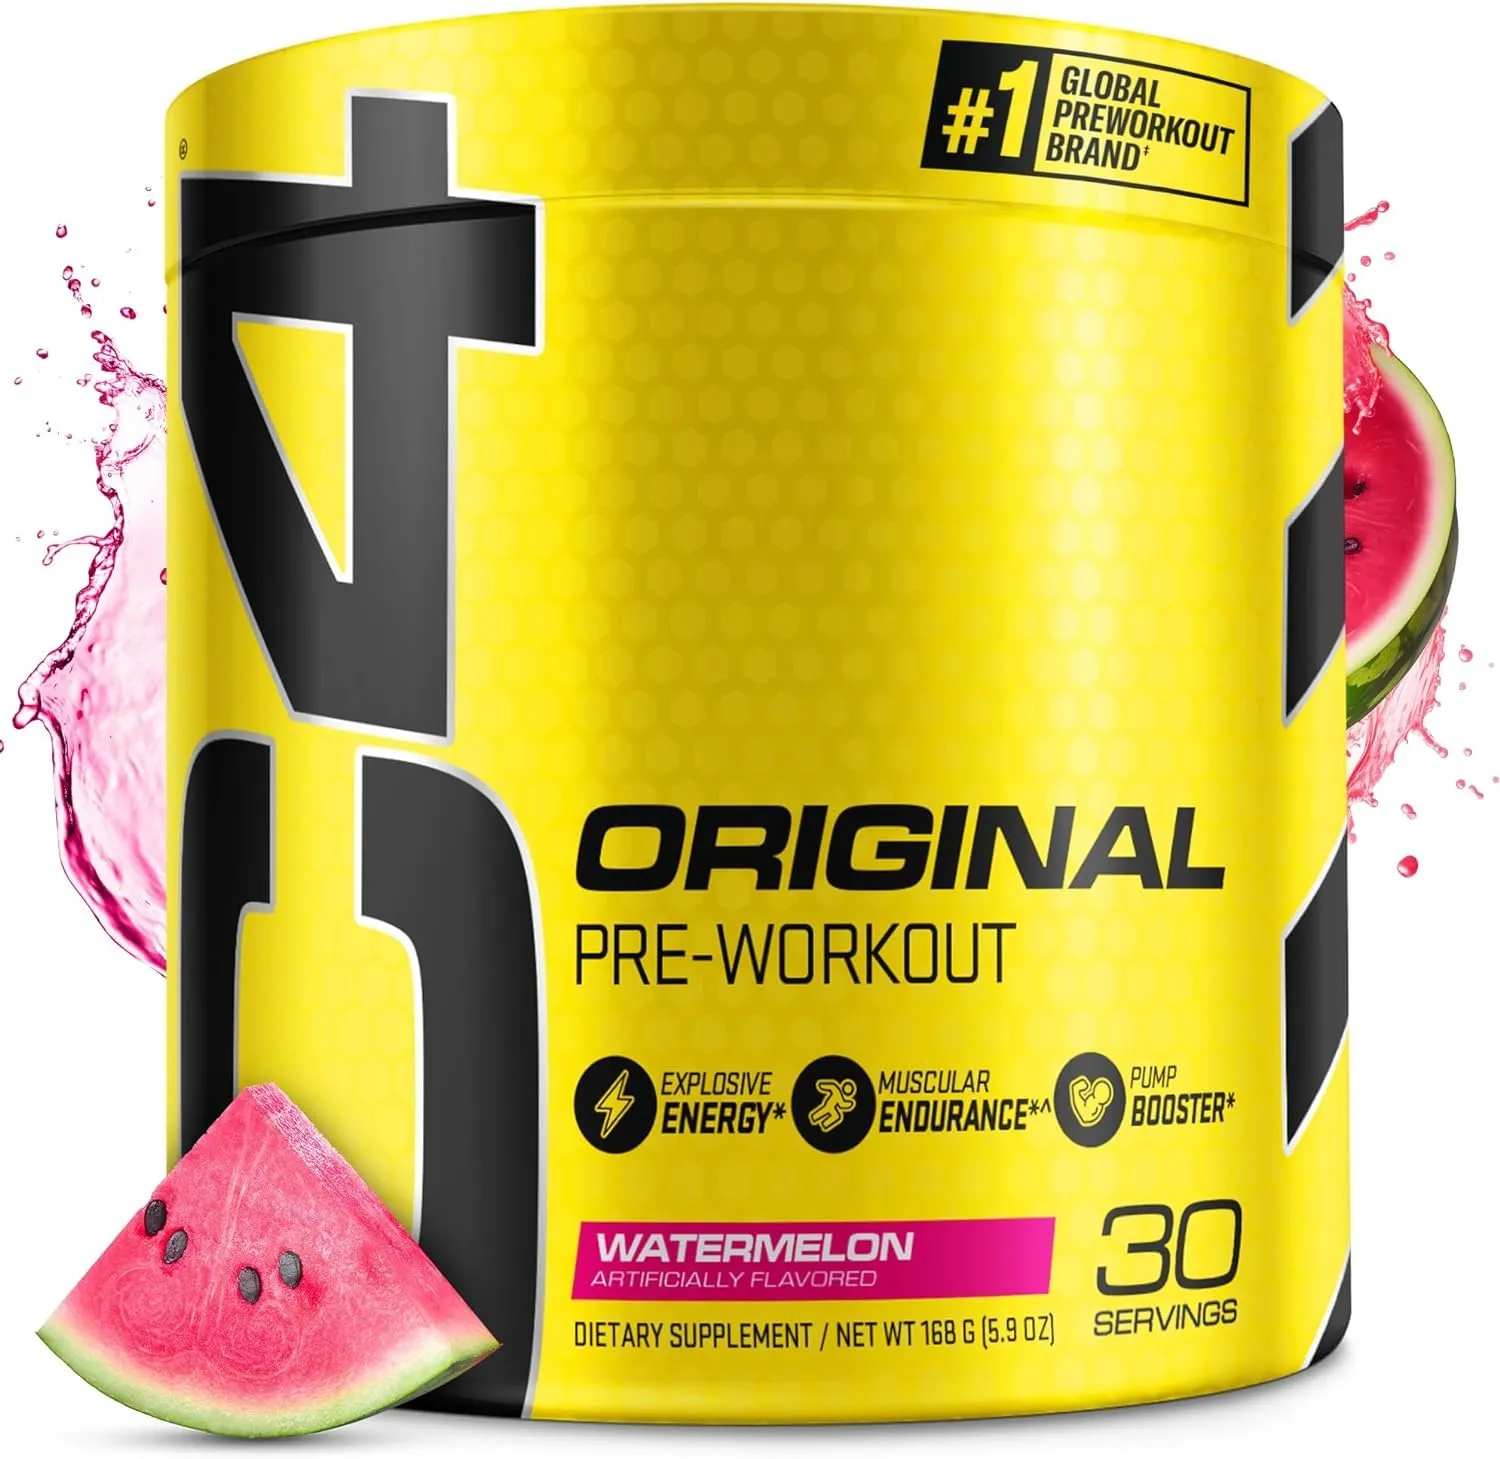 C4
#1
GLOBAL
PREWORKOUT
BRAND‡
ORIGINAL
PRE-WORKOUT
EXPLOSIVE
ENERGY*
MUSCULAR
ENDURANCE*^
PUMP
BOOSTER*
WATERMELON
ARTIFICIALLY FLAVORED
30
SERVINGS
DIETARY SUPPLEMENT / NET WT 168 G (5.9 OZ)